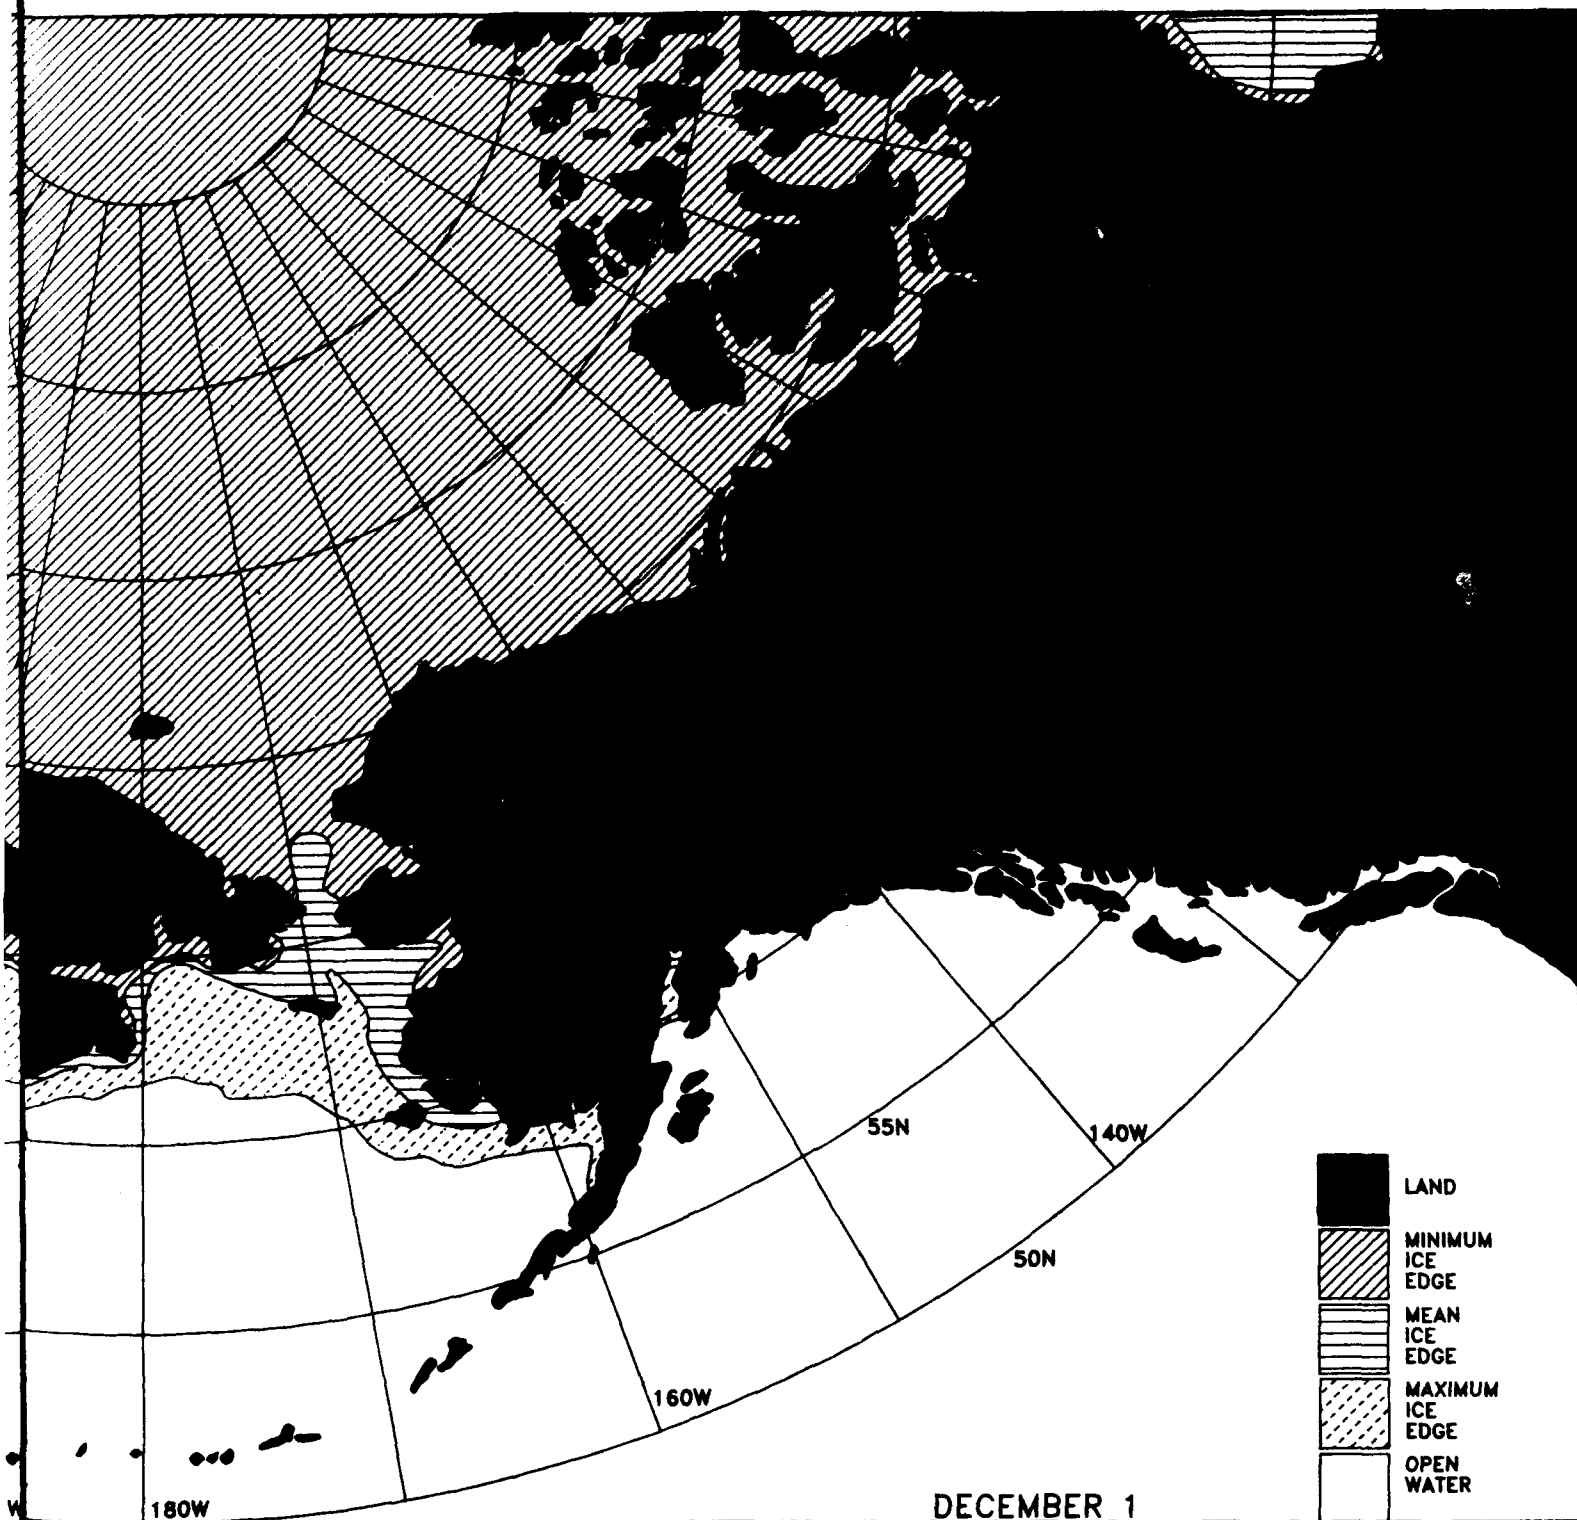 55N
140W
50N
160W
W
180W
DECEMBER 1
LAND
MINIMUM
ICE
EDGE
MEAN
ICE
EDGE
MAXIMUM
ICE
EDGE
OPEN
WATER